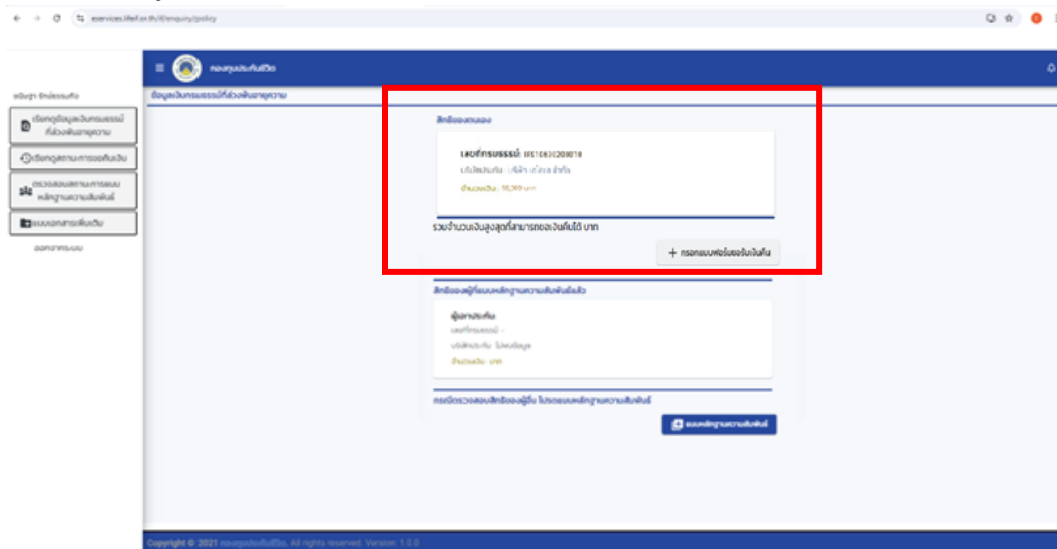 กองทุนประกันชีวิต
ข้อมูลเงินกรมธรรม์ที่ล่วงพ้นอายุความ
เรียกดูข้อมูลเงินกรมธรรม์
ที่ล่วงพ้นอายุความ
เรียกดูสถานะการขอคืนเงิน
ตรวจสอบสถานะการแนบ
หลักฐานความสัมพันธ์
แนบเอกสารเพิ่มเติม
ออกจากระบบ
สิทธิของตนเอง
เลขที่กรมธรรม์:
บริษัทประกัน : บริษัท จำกัด
จำนวนเงิน : บาท
รวมจำนวนเงินสูงสุดที่สามารถขอเงินคืนได้ บาท
+ กรอกแบบฟอร์มขอรับเงินคืน
สิทธิของผู้ที่แนบหลักฐานความสัมพันธ์แล้ว
ผู้เอาประกัน
เลขที่กรมธรรม์ -
บริษัทประกัน ไม่พบข้อมูล
จำนวนเงิน บาท
กรณีตรวจสอบสิทธิของผู้อื่น โปรดแนบหลักฐานความสัมพันธ์
แนบหลักฐานความสัมพันธ์
Copyright © 2021 กองทุนประกันชีวิต. All rights reserved. Version: 1.0.0